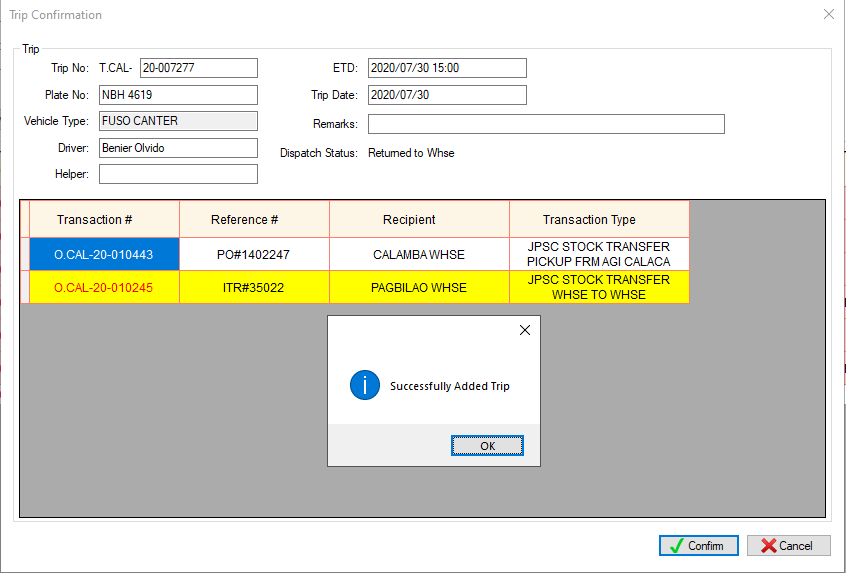 Trip Confirmation
Trip
Trip No: T.CAL- 20-007277
ETD: 2020/07/30 15:00
Plate No: NBH 4619
Trip Date: 2020/07/30
Vehicle Type: FUSO CANTER
Remarks:
Driver: Benier Olvido
Dispatch Status: Returned to Whse
Helper:
Transaction # Reference # Recipient Transaction Type
O.CAL-20-010443 PO#1402247 CALAMBA WHSE JPSC STOCK TRANSFER
PICKUP FRM AGI CALACA
O.CAL-20-010245 ITR#35022 PAGBILAO WHSE JPSC STOCK TRANSFER
WHSE TO WHSE
Successfully Added Trip
OK
Confirm Cancel